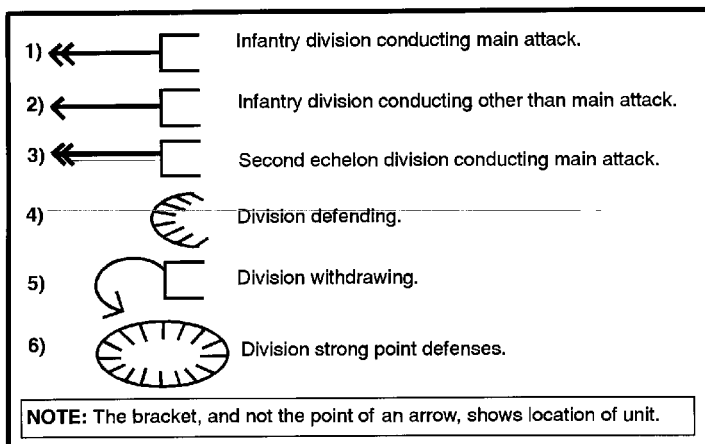 1) Infantry division conducting main attack.
2) Infantry division conducting other than main attack.
3) Second echelon division conducting main attack.
4) Division defending.
5) Division withdrawing.
6) Division strong point defenses.
NOTE: The bracket, and not the point of an arrow, shows location of unit.